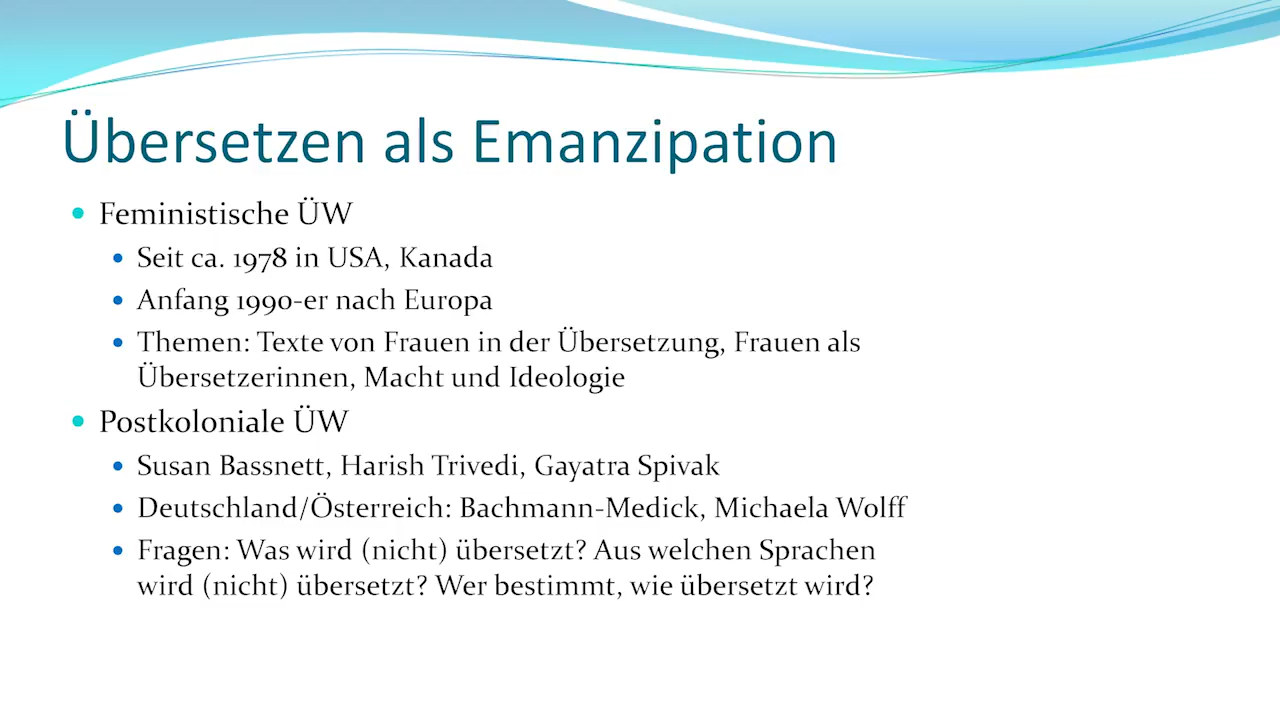 Übersetzen als Emanzipation
Feministische ÜW
Seit ca. 1978 in USA, Kanada
Anfang 1990-er nach Europa
Themen: Texte von Frauen in der Übersetzung, Frauen als
Übersetzerinnen, Macht und Ideologie
Postkoloniale ÜW
Susan Bassnett, Harish Trivedi, Gayatra Spivak
Deutschland/Österreich: Bachmann-Medick, Michaela Wolff
Fragen: Was wird (nicht) übersetzt? Aus welchen Sprachen
wird (nicht) übersetzt? Wer bestimmt, wie übersetzt wird?